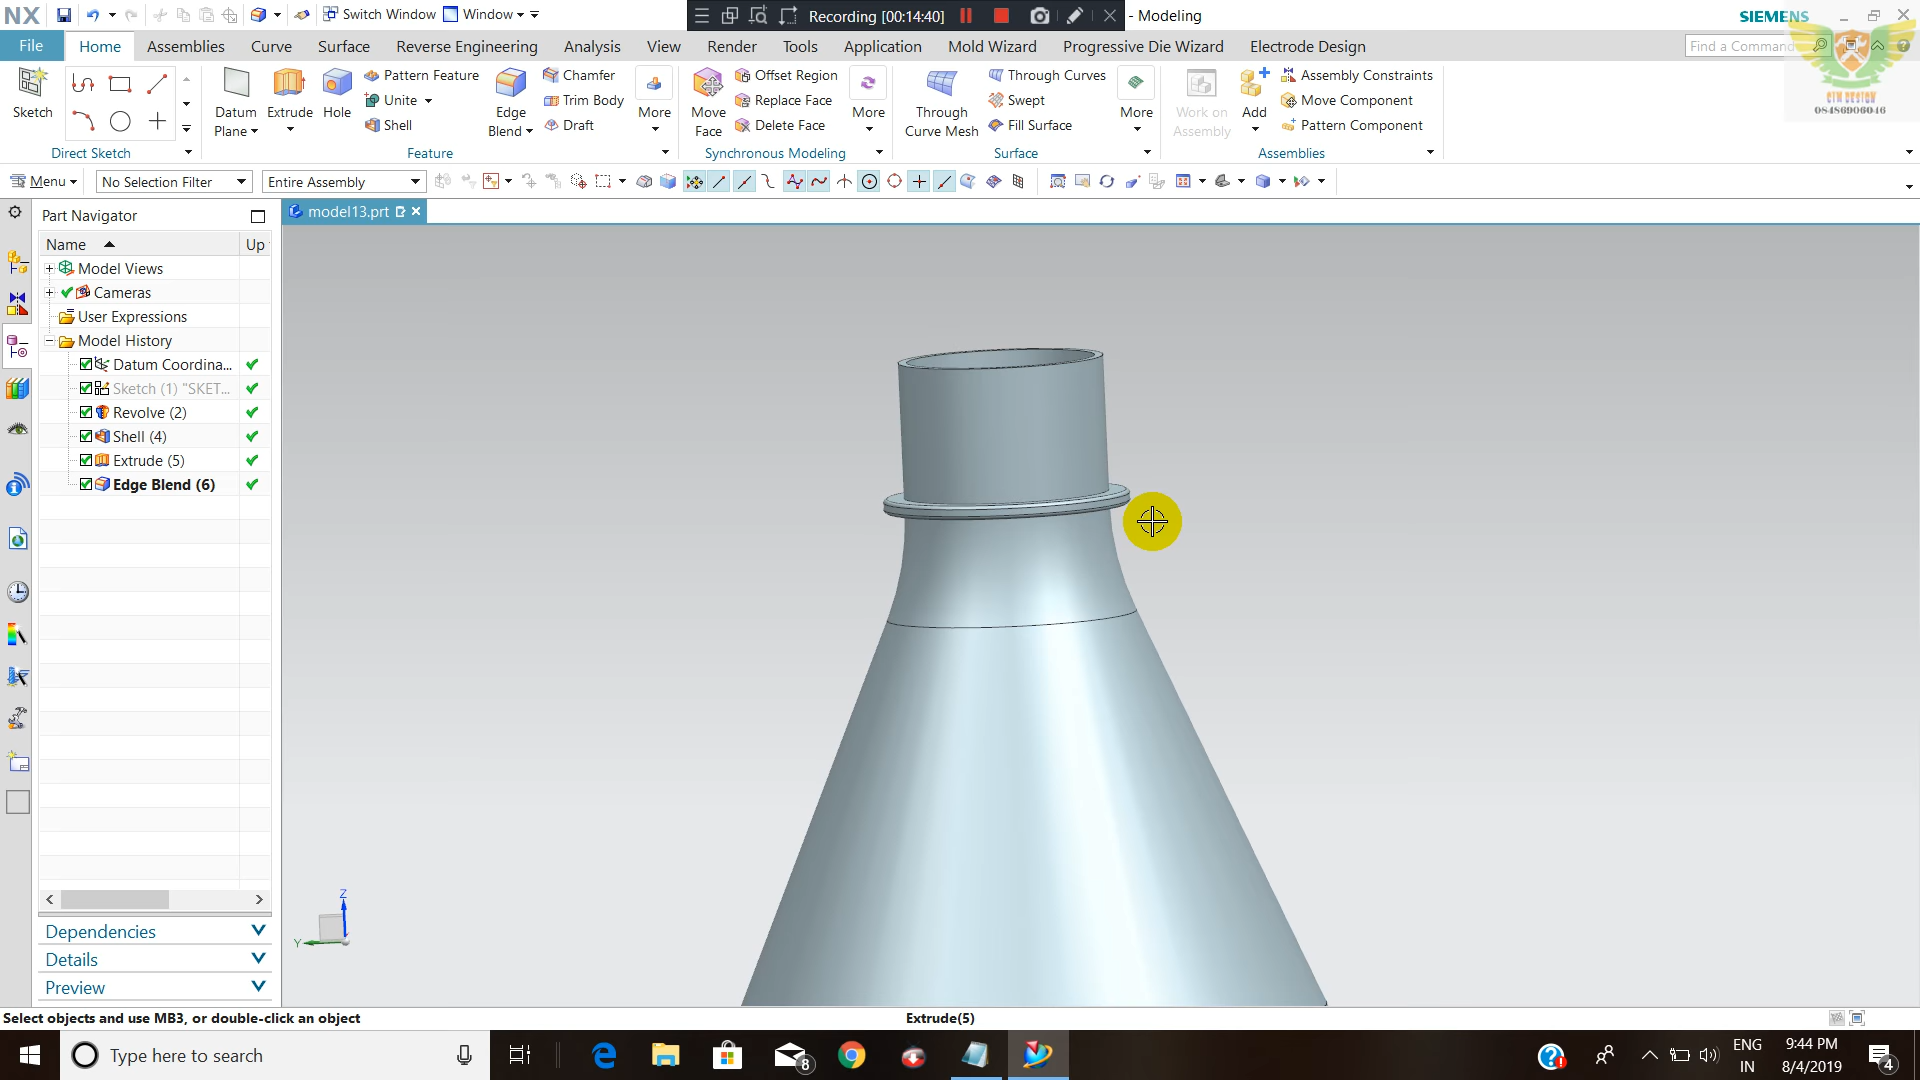 NX Switch Window Window Recording [00:14:40] - Modeling SIEMENS
File Home Assemblies Curve Surface Reverse Engineering Analysis View Render Tools Application Mold Wizard Progressive Die Wizard Electrode Design Find a Command
Sketch
Direct Sketch
Datum Plane
Extrude
Hole
Pattern Feature
Unite
Shell
Edge Blend
Chamfer
Trim Body
Draft
More
Feature
Move Face
Offset Region
Replace Face
Delete Face
More
Synchronous Modeling
Through Curve Mesh
Through Curves
Swept
Fill Surface
More
Surface
Work on Assembly
Add
Assembly Constraints
Move Component
Pattern Component
Assemblies
CTM DESIGN
08486906046
Menu No Selection Filter Entire Assembly
Part Navigator
model13.prt
Name Up
Model Views
Cameras
User Expressions
Model History
Datum Coordina...
Sketch (1) "SKET...
Revolve (2)
Shell (4)
Extrude (5)
Edge Blend (6)
Z
Y
Dependencies
Details
Preview
Select objects and use MB3, or double-click an object Extrude(5)
Type here to search
8
ENG
IN
9:44 PM
8/4/2019
4